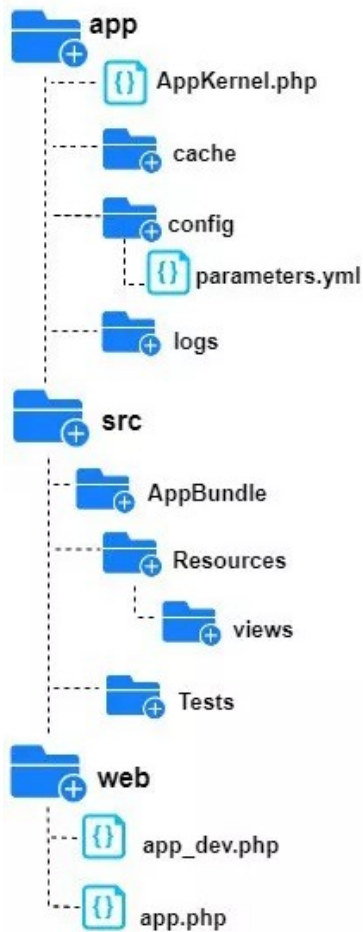 app
AppKernel.php
cache
config
parameters.yml
logs
src
AppBundle
Resources
views
Tests
web
app_dev.php
app.php